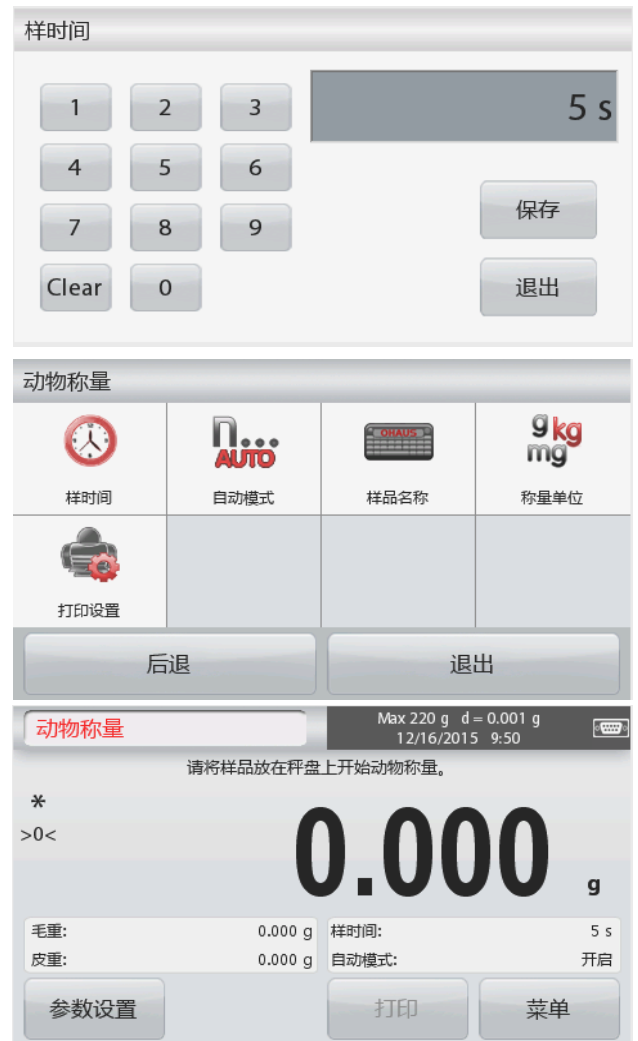 样时间
1 2 3 5 s
4 5 6
7 8 9 保存
Clear 0 退出
动物称量
n... AUTO OHAUS g kg mg
样时间 自动模式 样品名称 称量单位
打印设置
后退 退出
动物称量 Max 220 g d = 0.001 g
12/16/2015 9:50
请将样品放在秤盘上开始动物称量。
*
>0< 0.000 g
毛重: 0.000 g 样时间: 5 s
皮重: 0.000 g 自动模式: 开启
参数设置 打印 菜单